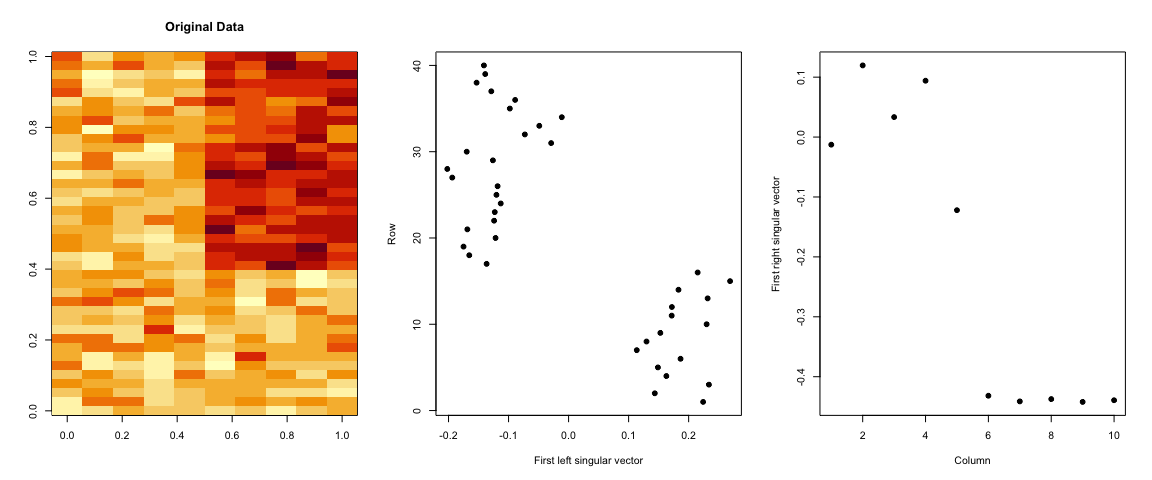 Original Data
1.0
0.8
0.6
0.4
0.2
0.0
0.0 0.2 0.4 0.6 0.8 1.0
40
30
20
10
0
Row
-0.2 -0.1 0.0 0.1 0.2
First left singular vector
0.1
0.0
-0.1
-0.2
-0.3
-0.4
First right singular vector
2 4 6 8 10
Column